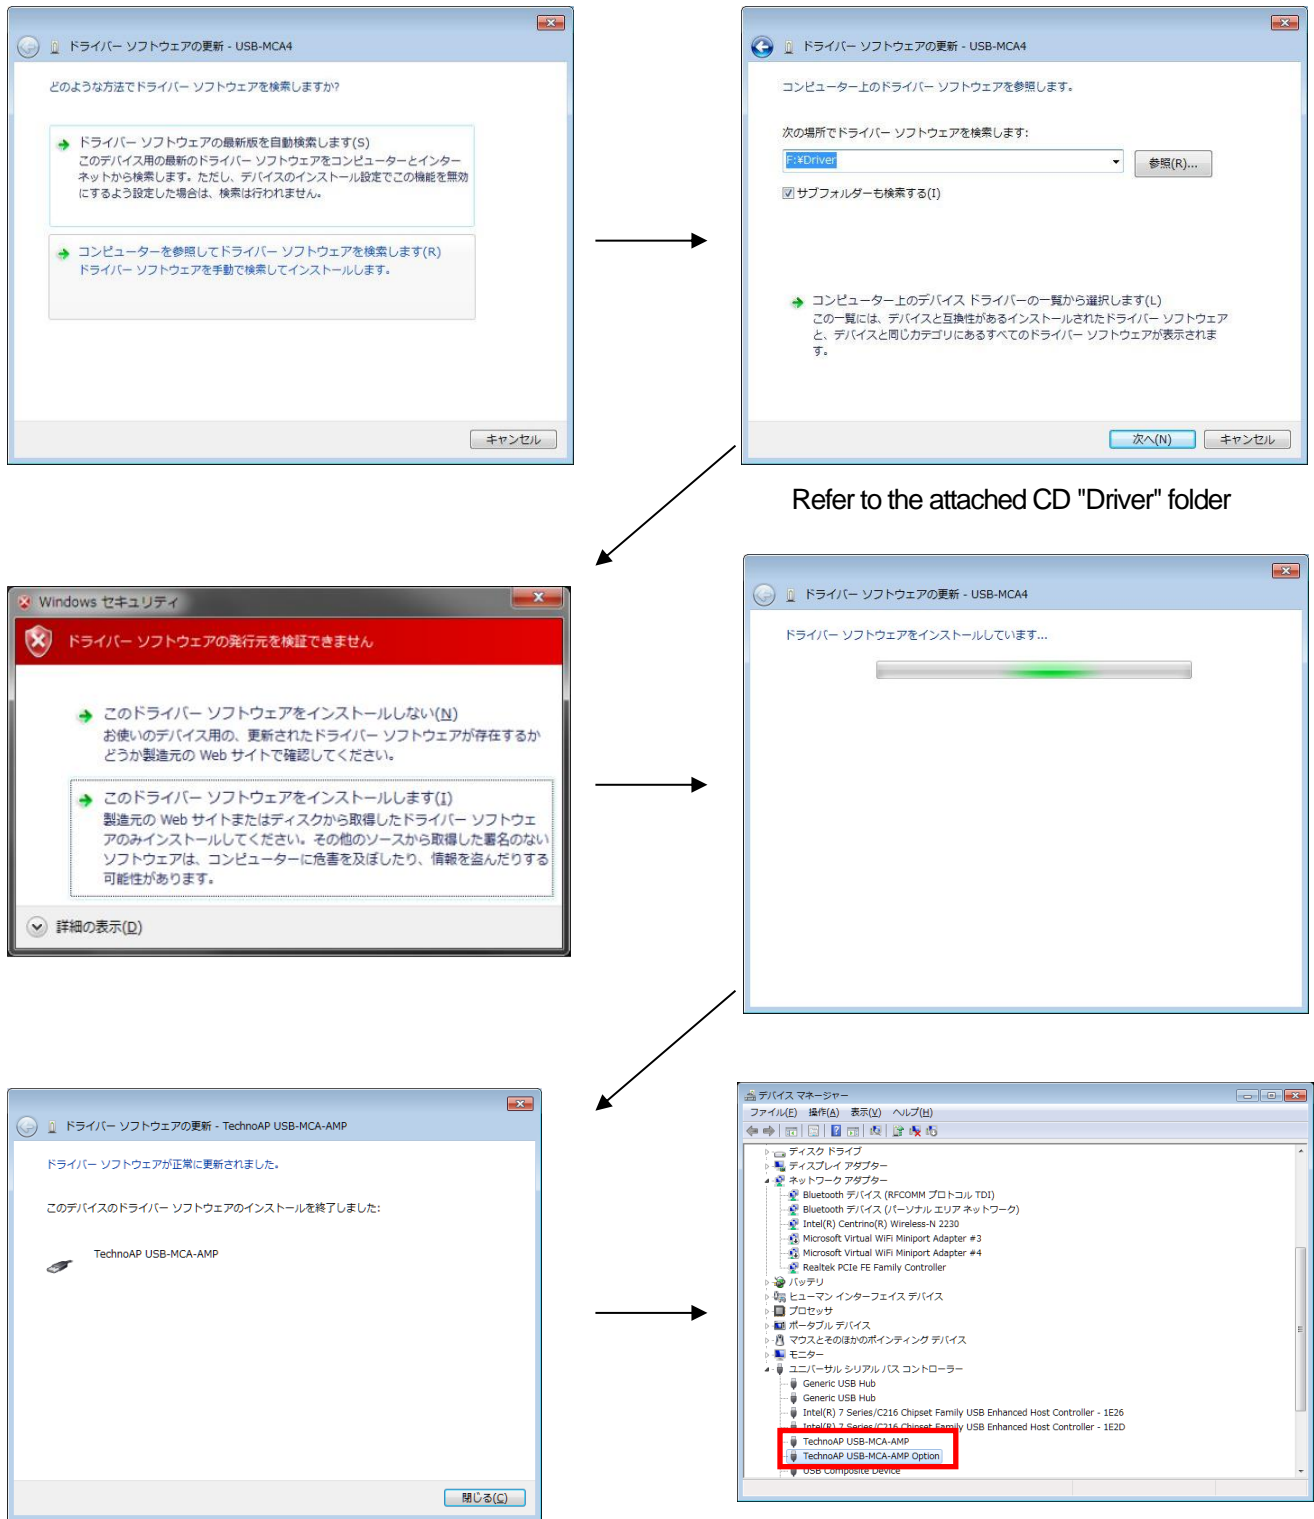 ドライバー ソフトウェアの更新 - USB-MCA4
どのような方法でドライバー ソフトウェアを検索しますか?
ドライバー ソフトウェアの最新版を自動検索します(S)
このデバイス用の最新のドライバー ソフトウェアをコンピューターとインター
ネットから検索します。ただし、デバイスのインストール設定でこの機能を無効
にするよう設定した場合は、検索は行われません。
コンピューターを参照してドライバー ソフトウェアを検索します(R)
ドライバー ソフトウェアを手動で検索してインストールします。
キャンセル
ドライバー ソフトウェアの更新 - USB-MCA4
コンピューター上のドライバー ソフトウェアを参照します。
次の場所でドライバー ソフトウェアを検索します:
F:¥Driver
参照(R)...
サブフォルダーも検索する(I)
コンピューター上のデバイス ドライバーの一覧から選択します(L)
この一覧には、デバイスと互換性があるインストールされたドライバー ソフトウェア
と、デバイスと同じカテゴリにあるすべてのドライバー ソフトウェアが表示されま
す。
次へ(N)
キャンセル
Refer to the attached CD "Driver" folder
Windows セキュリティ
ドライバー ソフトウェアの発行元を検証できません
このドライバー ソフトウェアをインストールしない(N)
お使いのデバイス用の、更新されたドライバー ソフトウェアが存在するか
どうか製造元の Web サイトで確認してください。
このドライバー ソフトウェアをインストールします(I)
製造元の Web サイトまたはディスクから取得したドライバー ソフトウェ
アのみインストールしてください。その他のソースから取得した署名のない
ソフトウェアは、コンピューターに危害を及ぼしたり、情報を盗んだりする
可能性があります。
詳細の表示(D)
ドライバー ソフトウェアの更新 - USB-MCA4
ドライバー ソフトウェアをインストールしています...
ドライバー ソフトウェアの更新 - TechnoAP USB-MCA-AMP
ドライバー ソフトウェアが正常に更新されました。
このデバイスのドライバー ソフトウェアのインストールを終了しました:
TechnoAP USB-MCA-AMP
閉じる(C)
デバイス マネージャー
ファイル(F) 操作(A) 表示(V) ヘルプ(H)
ディスク ドライブ
ディスプレイ アダプター
ネットワーク アダプター
Bluetooth デバイス (RFCOMM プロトコル TDI)
Bluetooth デバイス (パーソナル エリア ネットワーク)
Intel(R) Centrino(R) Wireless-N 2230
Microsoft Virtual WiFi Miniport Adapter #3
Microsoft Virtual WiFi Miniport Adapter #4
Realtek PCIe FE Family Controller
バッテリ
ヒューマン インターフェイス デバイス
プロセッサ
ポータブル デバイス
マウスとそのほかのポインティング デバイス
モニター
ユニバーサル シリアル バス コントローラー
Generic USB Hub
Generic USB Hub
Intel(R) 7 Series/C216 Chipset Family USB Enhanced Host Controller - 1E26
Intel(R) 7 Series/C216 Chipset Family USB Enhanced Host Controller - 1E2D
TechnoAP USB-MCA-AMP
TechnoAP USB-MCA-AMP Option
USB Composite Device